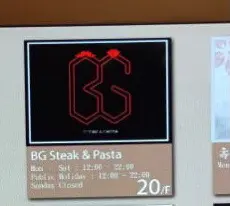 BG
BG Steak & Pasta
Mon - Sat : 12:00 - 22:00
Public Holiday : 12:00 - 22:00
Sunday Closed
20/F